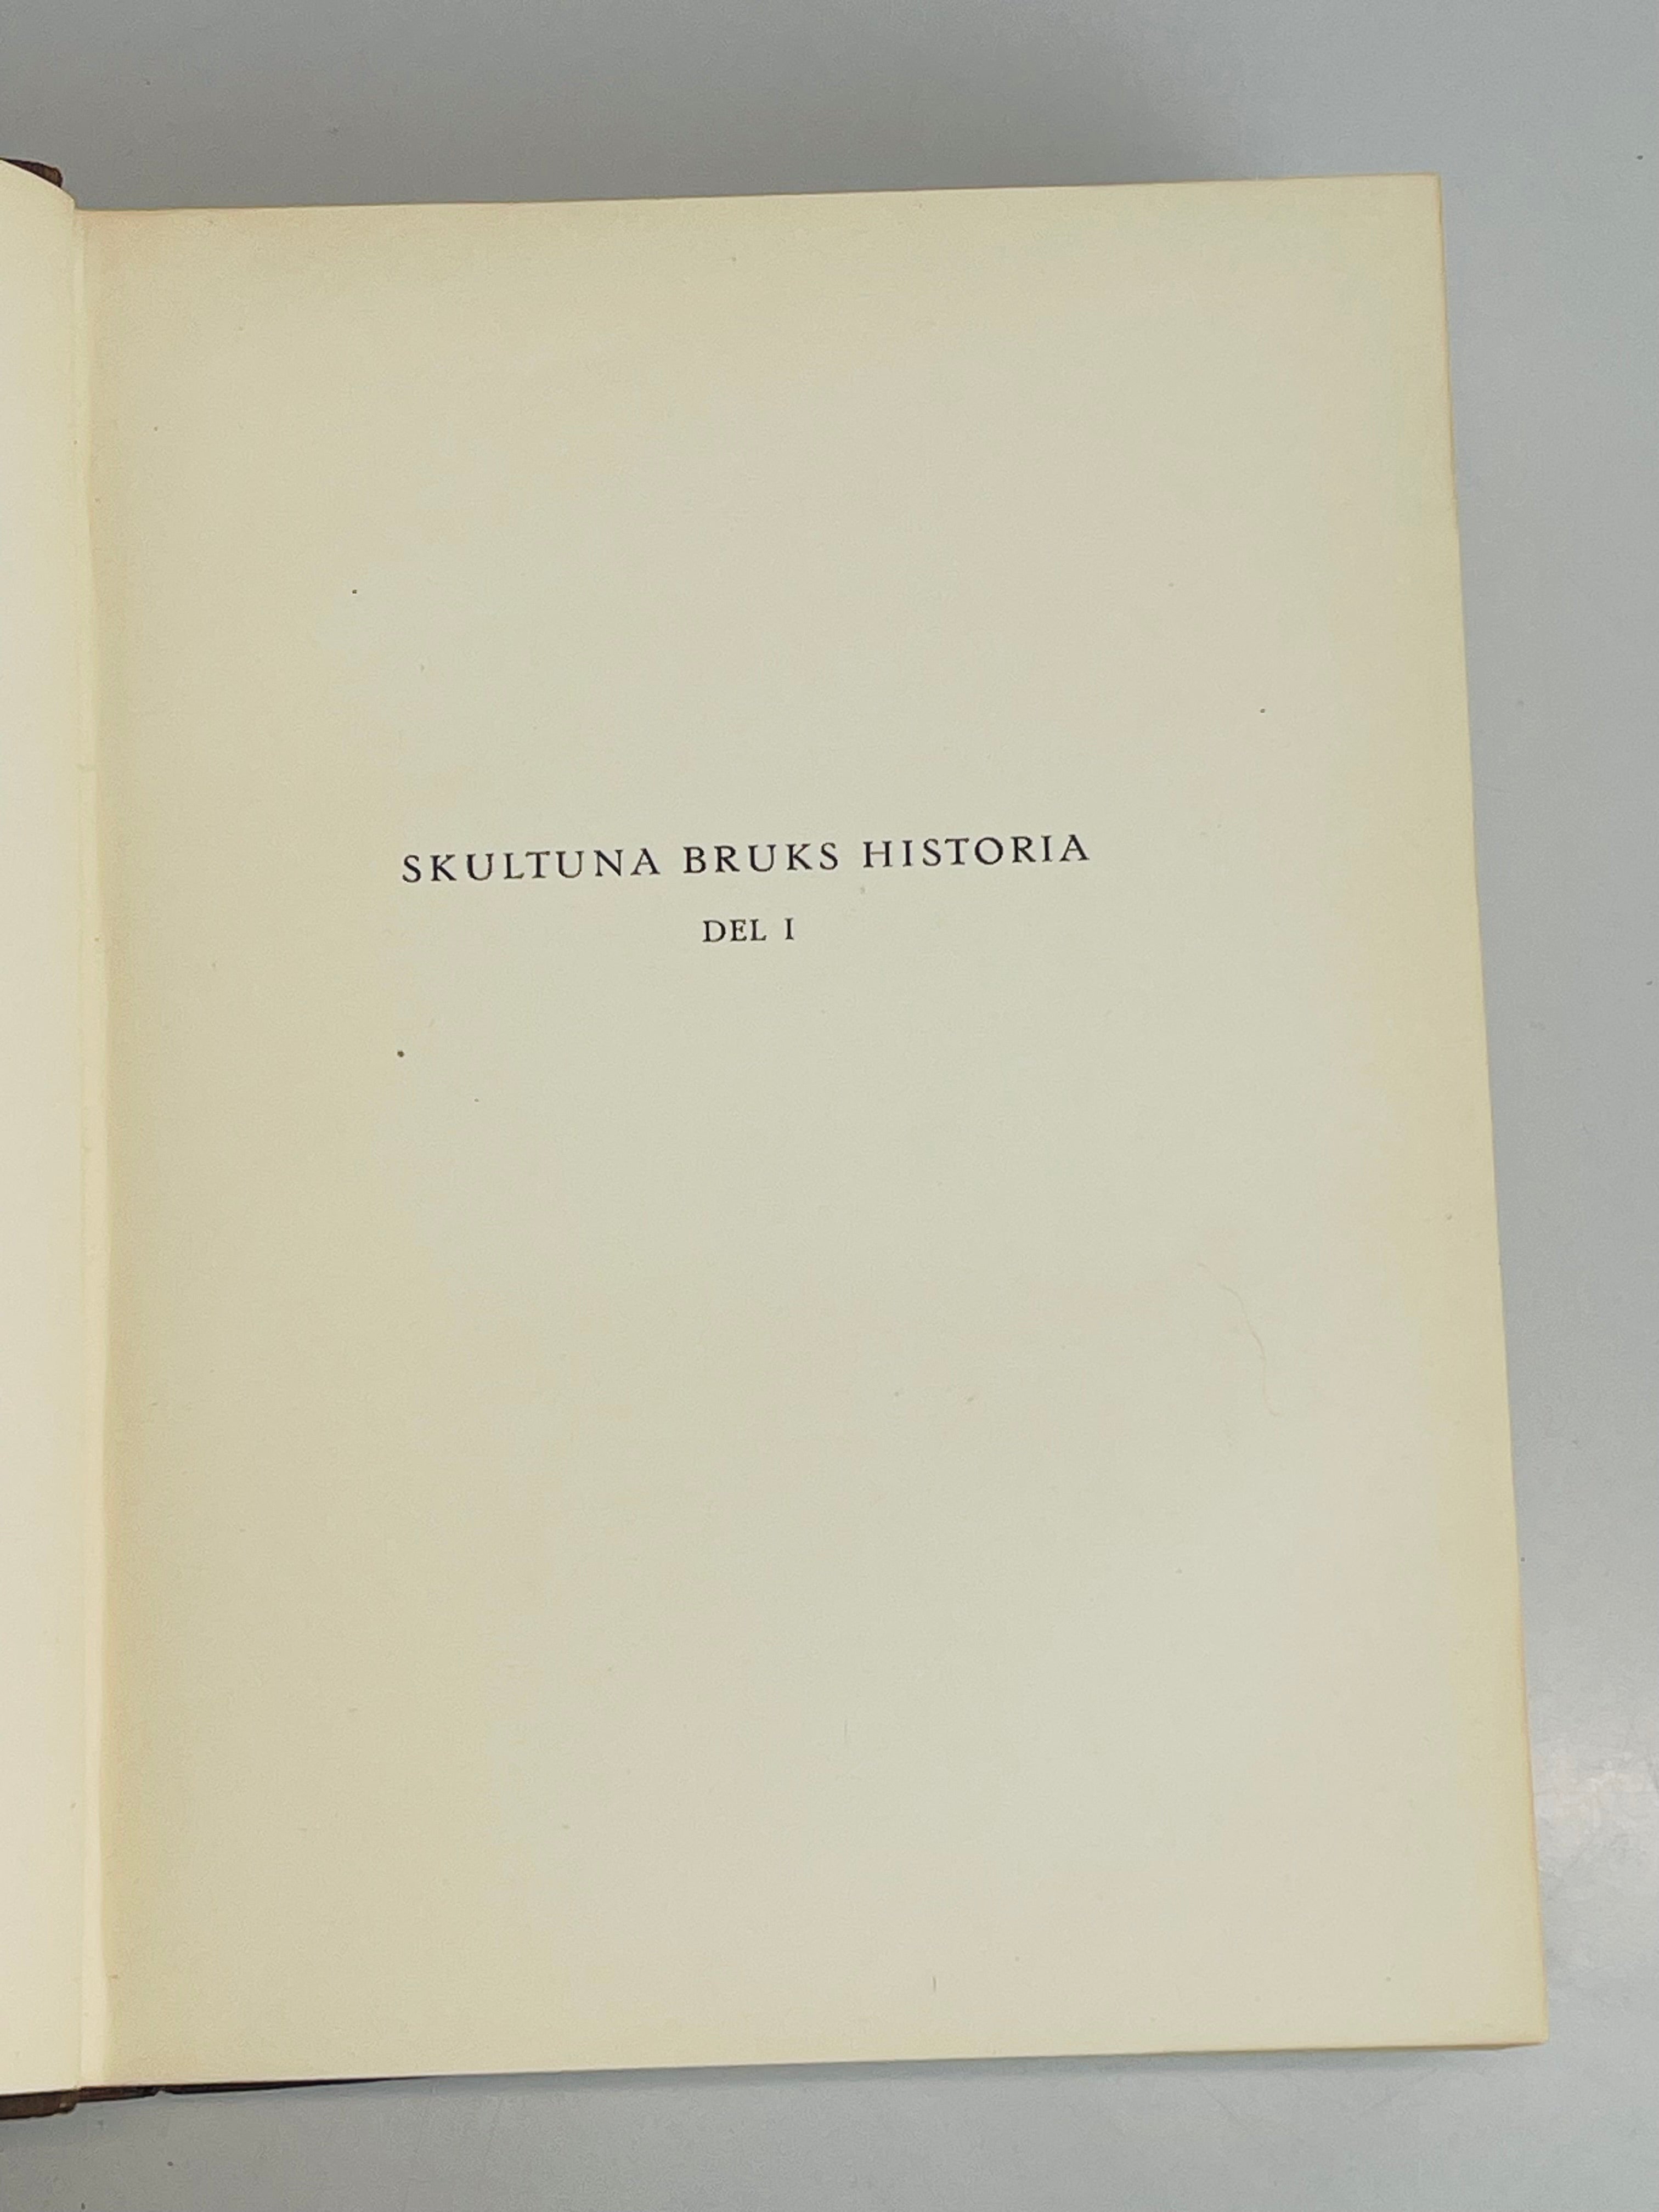 SKULTUNA BRUKS HISTORIA
DEL I